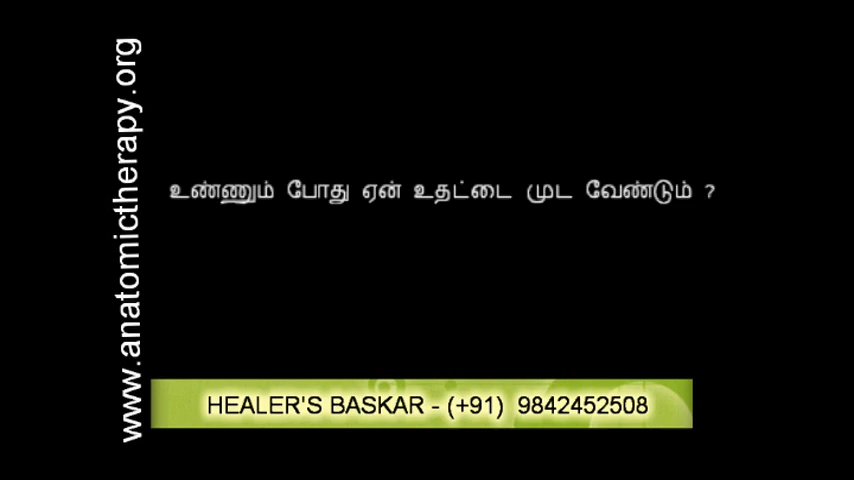 www.anatomictherapy.org
உண்ணும் போது ஏன் உதட்டை முட வேண்டும் ?
HEALER'S BASKAR - (+91) 9842452508